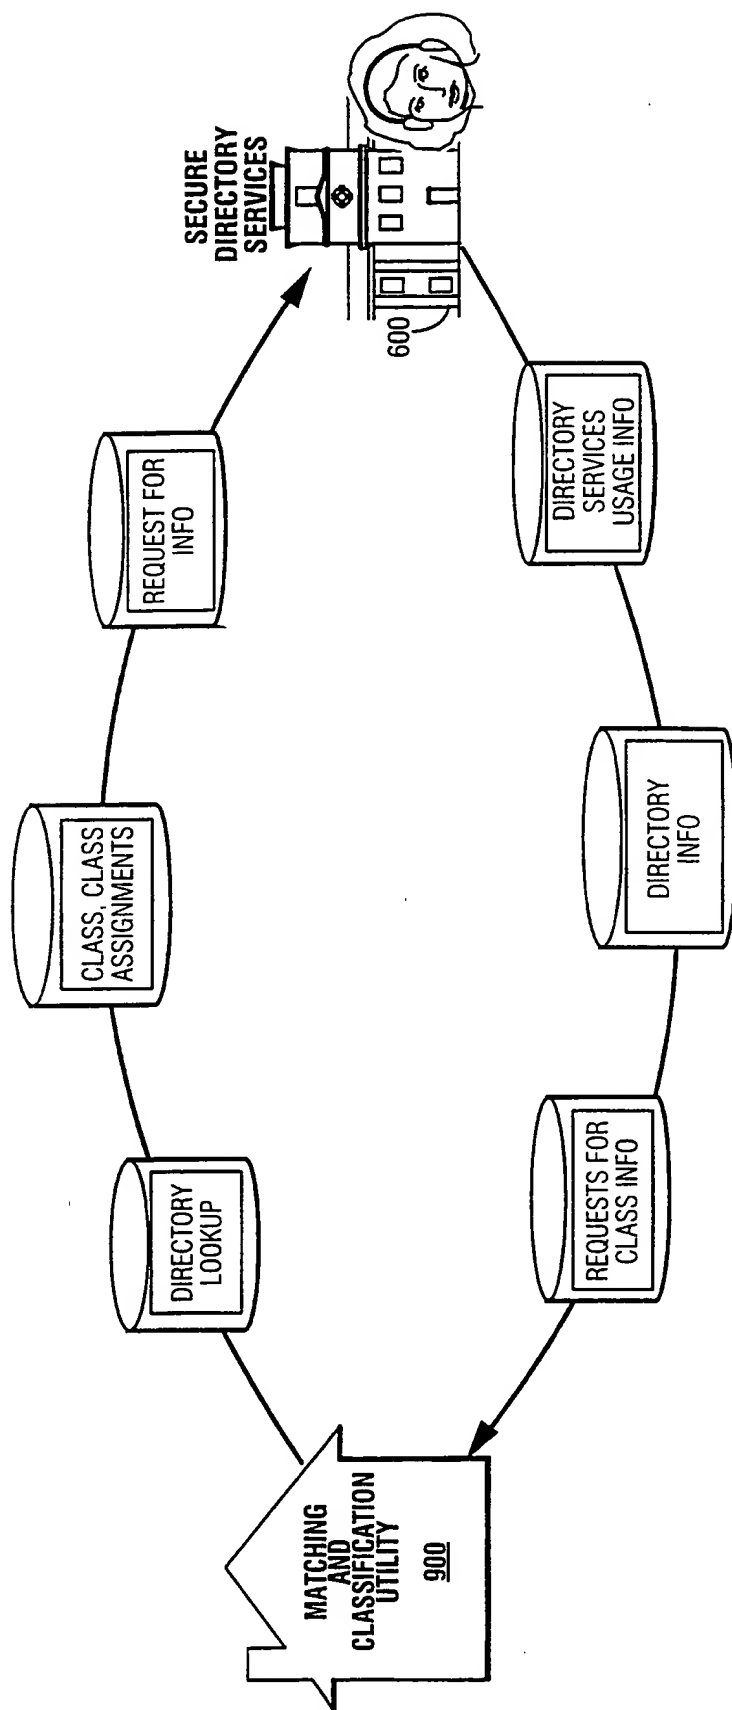 SECURE
DIRECTORY
SERVICES
600
REQUEST FOR
INFO
CLASS, CLASS
ASSIGNMENTS
DIRECTORY
LOOKUP
MATCHING
AND
CLASSIFICATION
UTILITY
900
REQUESTS FOR
CLASS INFO
DIRECTORY
INFO
DIRECTORY
SERVICES
USAGE INFO